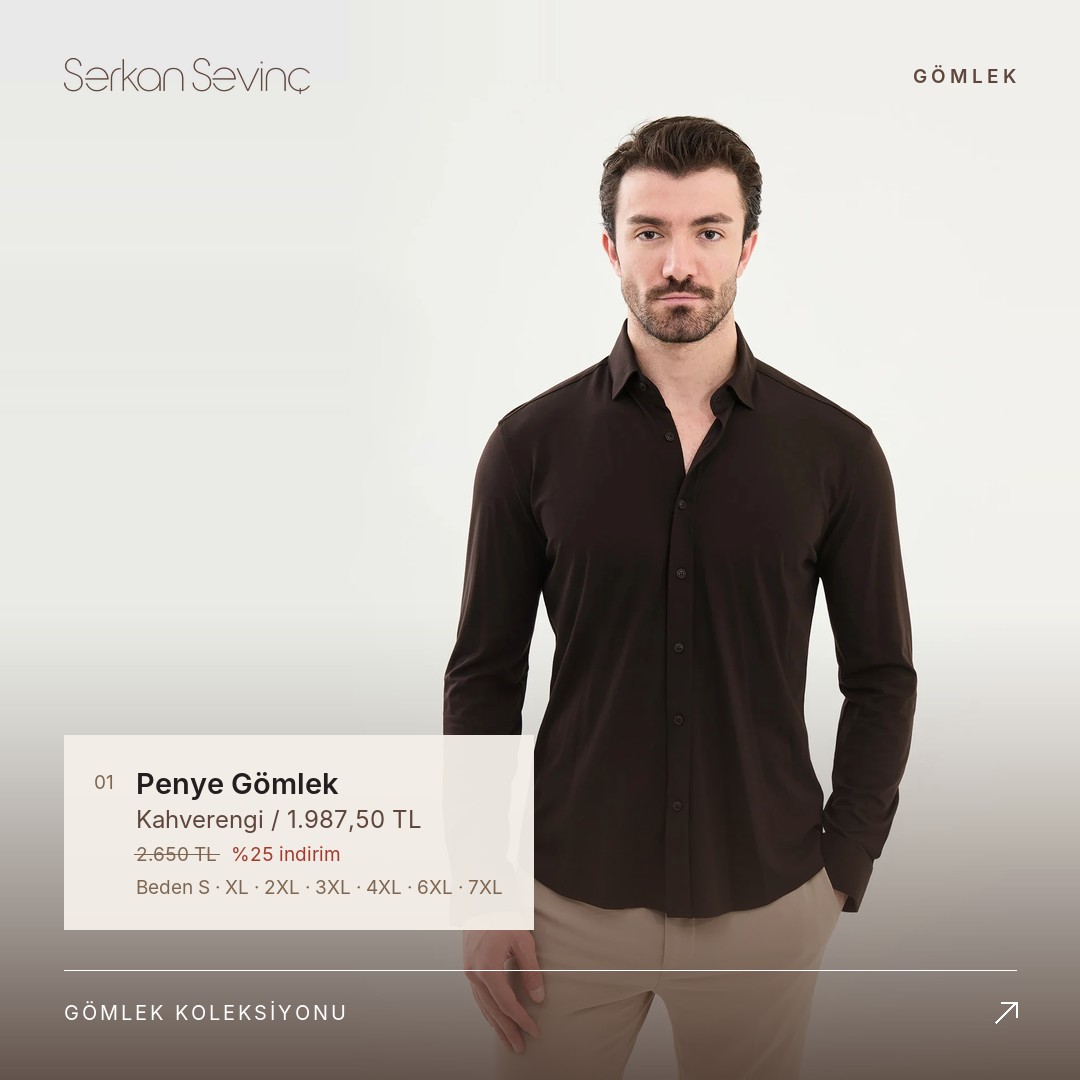 Serkan Sevinç
GÖMLEK
01 Penye Gömlek
Kahverengi / 1.987,50 TL
2.650 TL %25 indirim
Beden S · XL · 2XL · 3XL · 4XL · 6XL · 7XL
GÖMLEK KOLEKSİYONU